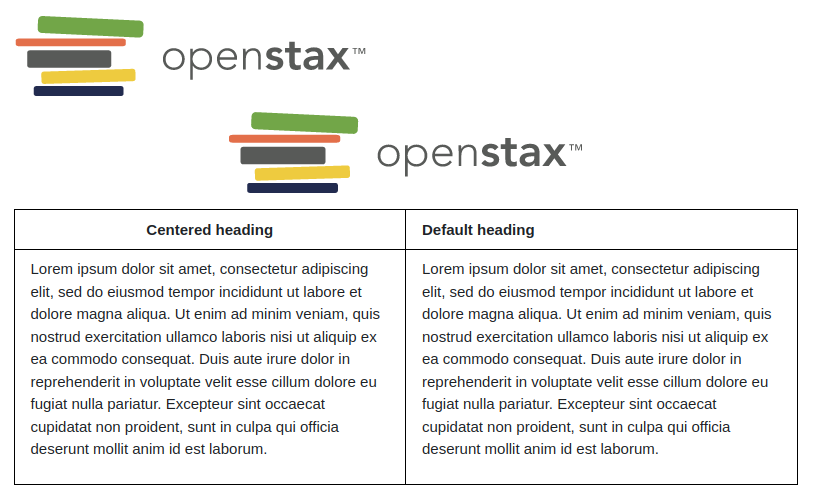 openstax™
openstax™
Centered heading
Default heading
Lorem ipsum dolor sit amet, consectetur adipiscing
elit, sed do eiusmod tempor incididunt ut labore et
dolore magna aliqua. Ut enim ad minim veniam, quis
nostrud exercitation ullamco laboris nisi ut aliquip ex
ea commodo consequat. Duis aute irure dolor in
reprehenderit in voluptate velit esse cillum dolore eu
fugiat nulla pariatur. Excepteur sint occaecat
cupidatat non proident, sunt in culpa qui officia
deserunt mollit anim id est laborum.
Lorem ipsum dolor sit amet, consectetur adipiscing
elit, sed do eiusmod tempor incididunt ut labore et
dolore magna aliqua. Ut enim ad minim veniam, quis
nostrud exercitation ullamco laboris nisi ut aliquip ex
ea commodo consequat. Duis aute irure dolor in
reprehenderit in voluptate velit esse cillum dolore eu
fugiat nulla pariatur. Excepteur sint occaecat
cupidatat non proident, sunt in culpa qui officia
deserunt mollit anim id est laborum.